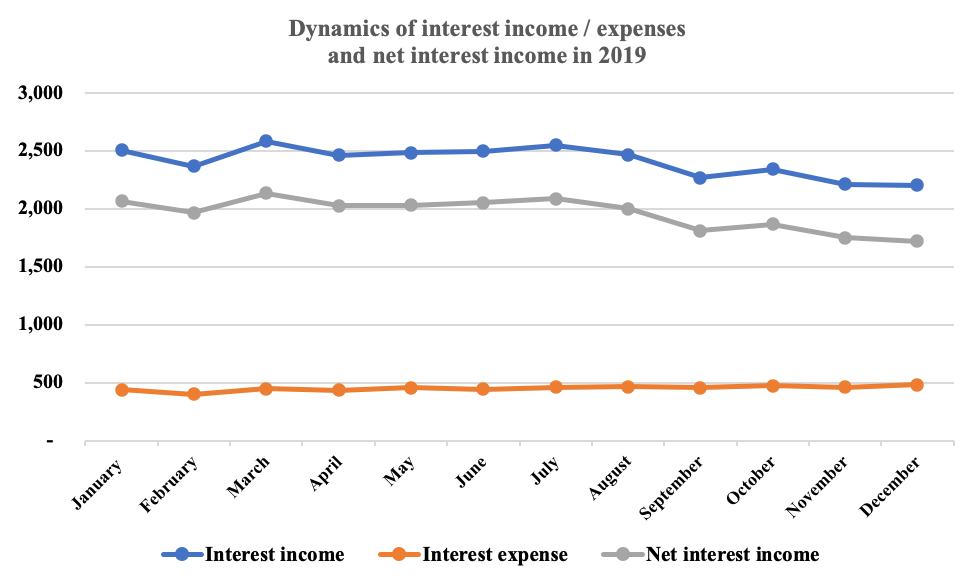 Dynamics of interest income / expenses
and net interest income in 2019
3,000
2,500
2,000
1,500
1,000
500
-
January
February
March
April
May
June
July
August
September
October
November
December
Interest income
Interest expense
Net interest income